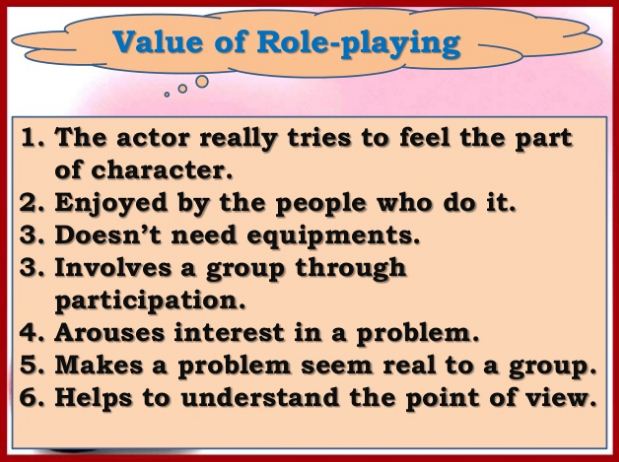 Value of Role-playing
1. The actor really tries to feel the part
of character.
2. Enjoyed by the people who do it.
3. Doesn’t need equipments.
3. Involves a group through
participation.
4. Arouses interest in a problem.
5. Makes a problem seem real to a group.
6. Helps to understand the point of view.